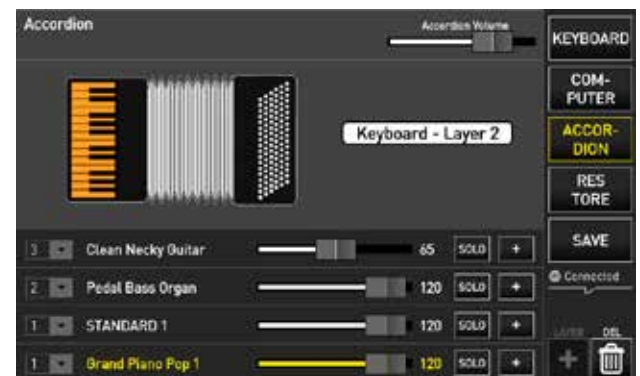 Accordion
Accordion Volume
KEYBOARD
COM-
PUTER
ACCOR-
DION
RES
TORE
SAVE
Connected
LAYER DEL
Keyboard - Layer 2
3 Clean Necky Guitar 65 SOLO +
2 Pedal Bass Organ 120 SOLO +
1 STANDARD 1 120 SOLO +
1 Grand Piano Pop 1 120 SOLO +
+